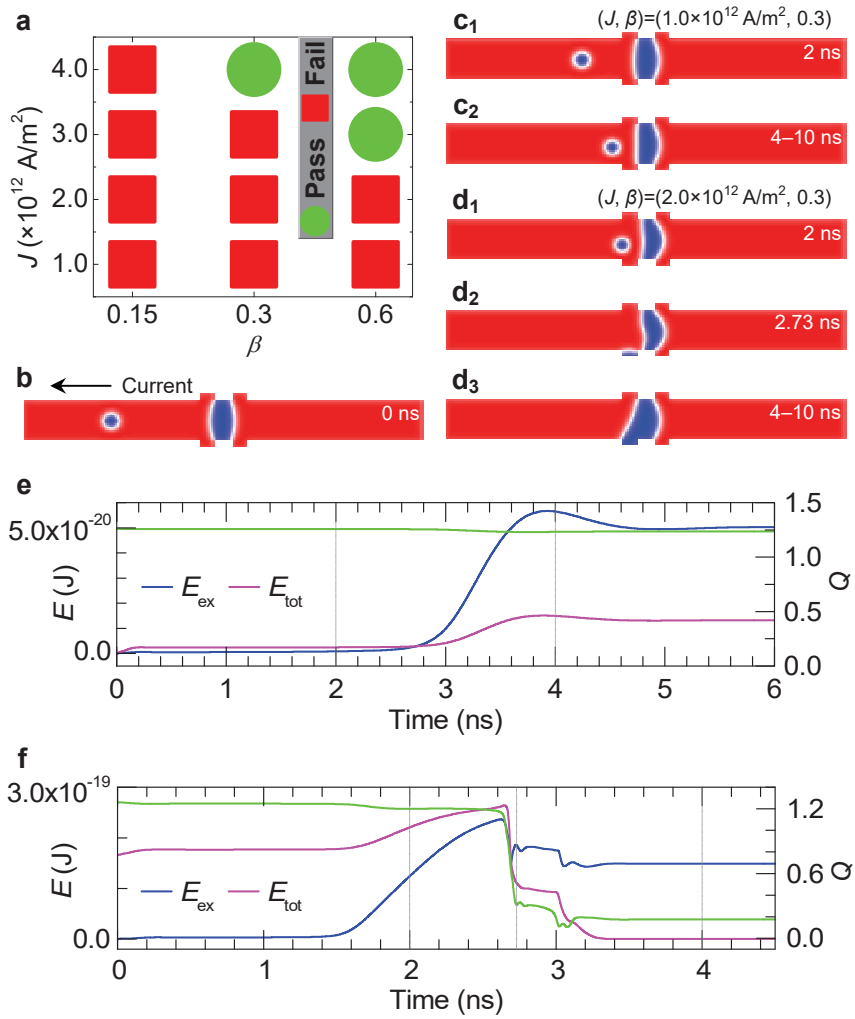 a
Pass Fail
4.0
3.0
2.0
1.0
J (×10¹² A/m²)
0.15 0.3 0.6
β
b
Current
0 ns
c₁
(J, β)=(1.0×10¹² A/m², 0.3)
2 ns
c₂
4–10 ns
d₁
(J, β)=(2.0×10¹² A/m², 0.3)
2 ns
d₂
2.73 ns
d₃
4–10 ns
e
5.0x10⁻²⁰
0.0
E (J)
E_ex E_tot
1.5
1.0
0.5
0.0
Q
0 1 2 3 4 5 6
Time (ns)
f
3.0x10⁻¹⁹
0.0
E (J)
E_ex E_tot
1.2
0.6
0.0
Q
0 1 2 3 4
Time (ns)